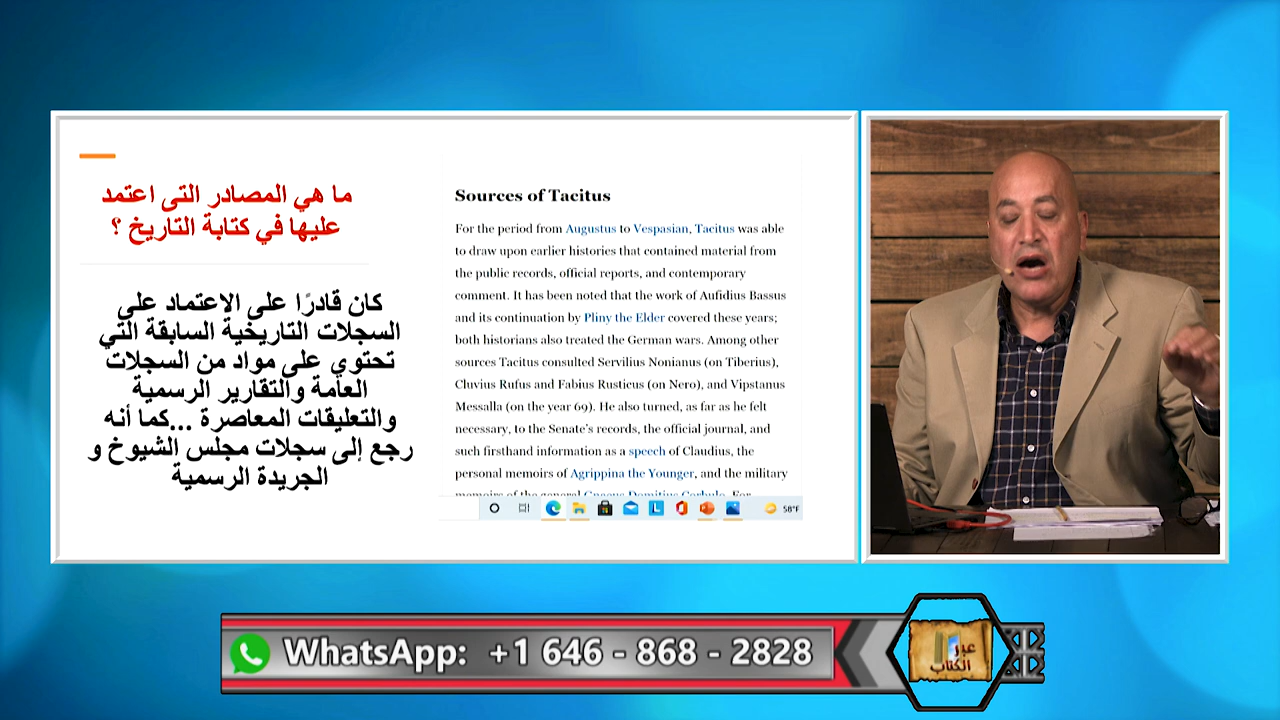 ما هي المصادر التى اعتمد
عليها في كتابة التاريخ ؟
كان قادرًا على الاعتماد على
السجلات التاريخية السابقة التي
تحتوي على مواد من السجلات
العامة والتقارير الرسمية
والتعليقات المعاصرة ...كما أنه
رجع إلى سجلات مجلس الشيوخ و
الجريدة الرسمية
Sources of Tacitus
For the period from Augustus to Vespasian, Tacitus was able
to draw upon earlier histories that contained material from
the public records, official reports, and contemporary
comment. It has been noted that the work of Aufidius Bassus
and its continuation by Pliny the Elder covered these years;
both historians also treated the German wars. Among other
sources Tacitus consulted Servilius Nonianus (on Tiberius),
Cluvius Rufus and Fabius Rusticus (on Nero), and Vipstanus
Messalla (on the year 69). He also turned, as far as he felt
necessary, to the Senate's records, the official journal, and
such firsthand information as a speech of Claudius, the
personal memoirs of Agrippina the Younger, and the military
memoirs of the general Gnaeus Domitius Corbulo. For
58°F
WhatsApp: +1 646 - 868 - 2828
عبر
الكتاب